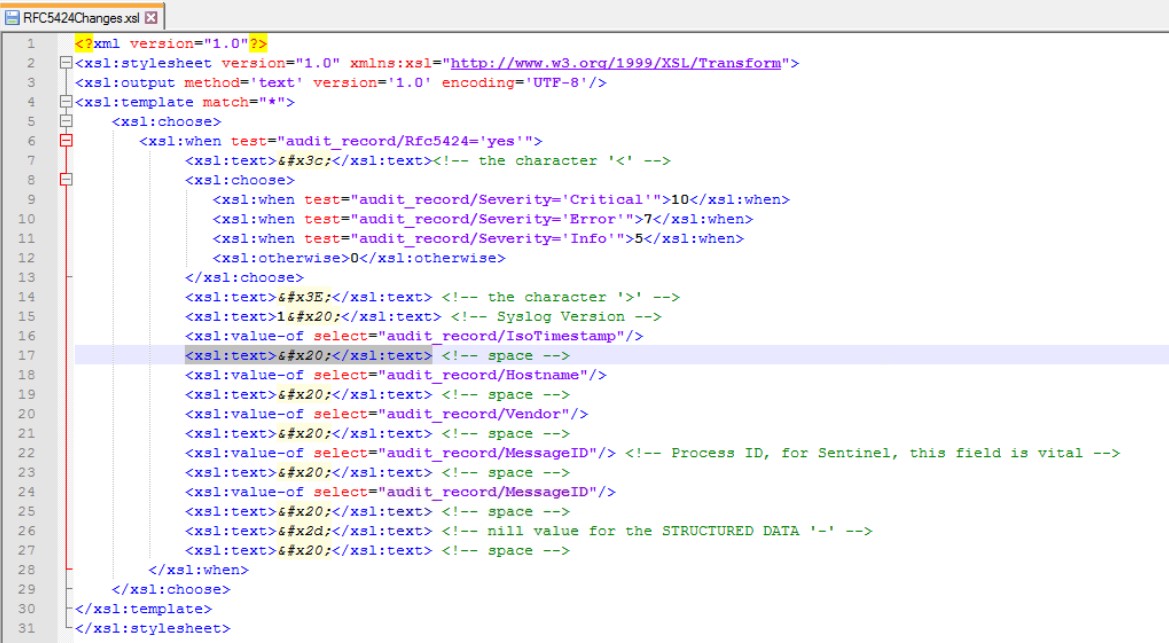 RFC5424Changes.xsl
1 <?xml version="1.0"?>
2 <xsl:stylesheet version="1.0" xmlns:xsl="http://www.w3.org/1999/XSL/Transform">
3 <xsl:output method='text' version='1.0' encoding='UTF-8'/>
4 <xsl:template match="*">
5 <xsl:choose>
6 <xsl:when test="audit_record/Rfc5424='yes'">
7 <xsl:text>&#x3c;</xsl:text><!-- the character '<' -->
8 <xsl:choose>
9 <xsl:when test="audit_record/Severity='Critical'">10</xsl:when>
10 <xsl:when test="audit_record/Severity='Error'">7</xsl:when>
11 <xsl:when test="audit_record/Severity='Info'">5</xsl:when>
12 <xsl:otherwise>0</xsl:otherwise>
13 </xsl:choose>
14 <xsl:text>&#x3E;</xsl:text> <!-- the character '>' -->
15 <xsl:text>1&#x20;</xsl:text> <!-- Syslog Version -->
16 <xsl:value-of select="audit_record/IsoTimestamp"/>
17 <xsl:text>&#x20;</xsl:text> <!-- space -->
18 <xsl:value-of select="audit_record/Hostname"/>
19 <xsl:text>&#x20;</xsl:text> <!-- space -->
20 <xsl:value-of select="audit_record/Vendor"/>
21 <xsl:text>&#x20;</xsl:text> <!-- space -->
22 <xsl:value-of select="audit_record/MessageID"/> <!-- Process ID, for Sentinel, this field is vital -->
23 <xsl:text>&#x20;</xsl:text> <!-- space -->
24 <xsl:value-of select="audit_record/MessageID"/>
25 <xsl:text>&#x20;</xsl:text> <!-- space -->
26 <xsl:text>&#x2d;</xsl:text> <!-- nill value for the STRUCTURED DATA '-' -->
27 <xsl:text>&#x20;</xsl:text> <!-- space -->
28 </xsl:when>
29 </xsl:choose>
30 </xsl:template>
31 </xsl:stylesheet>